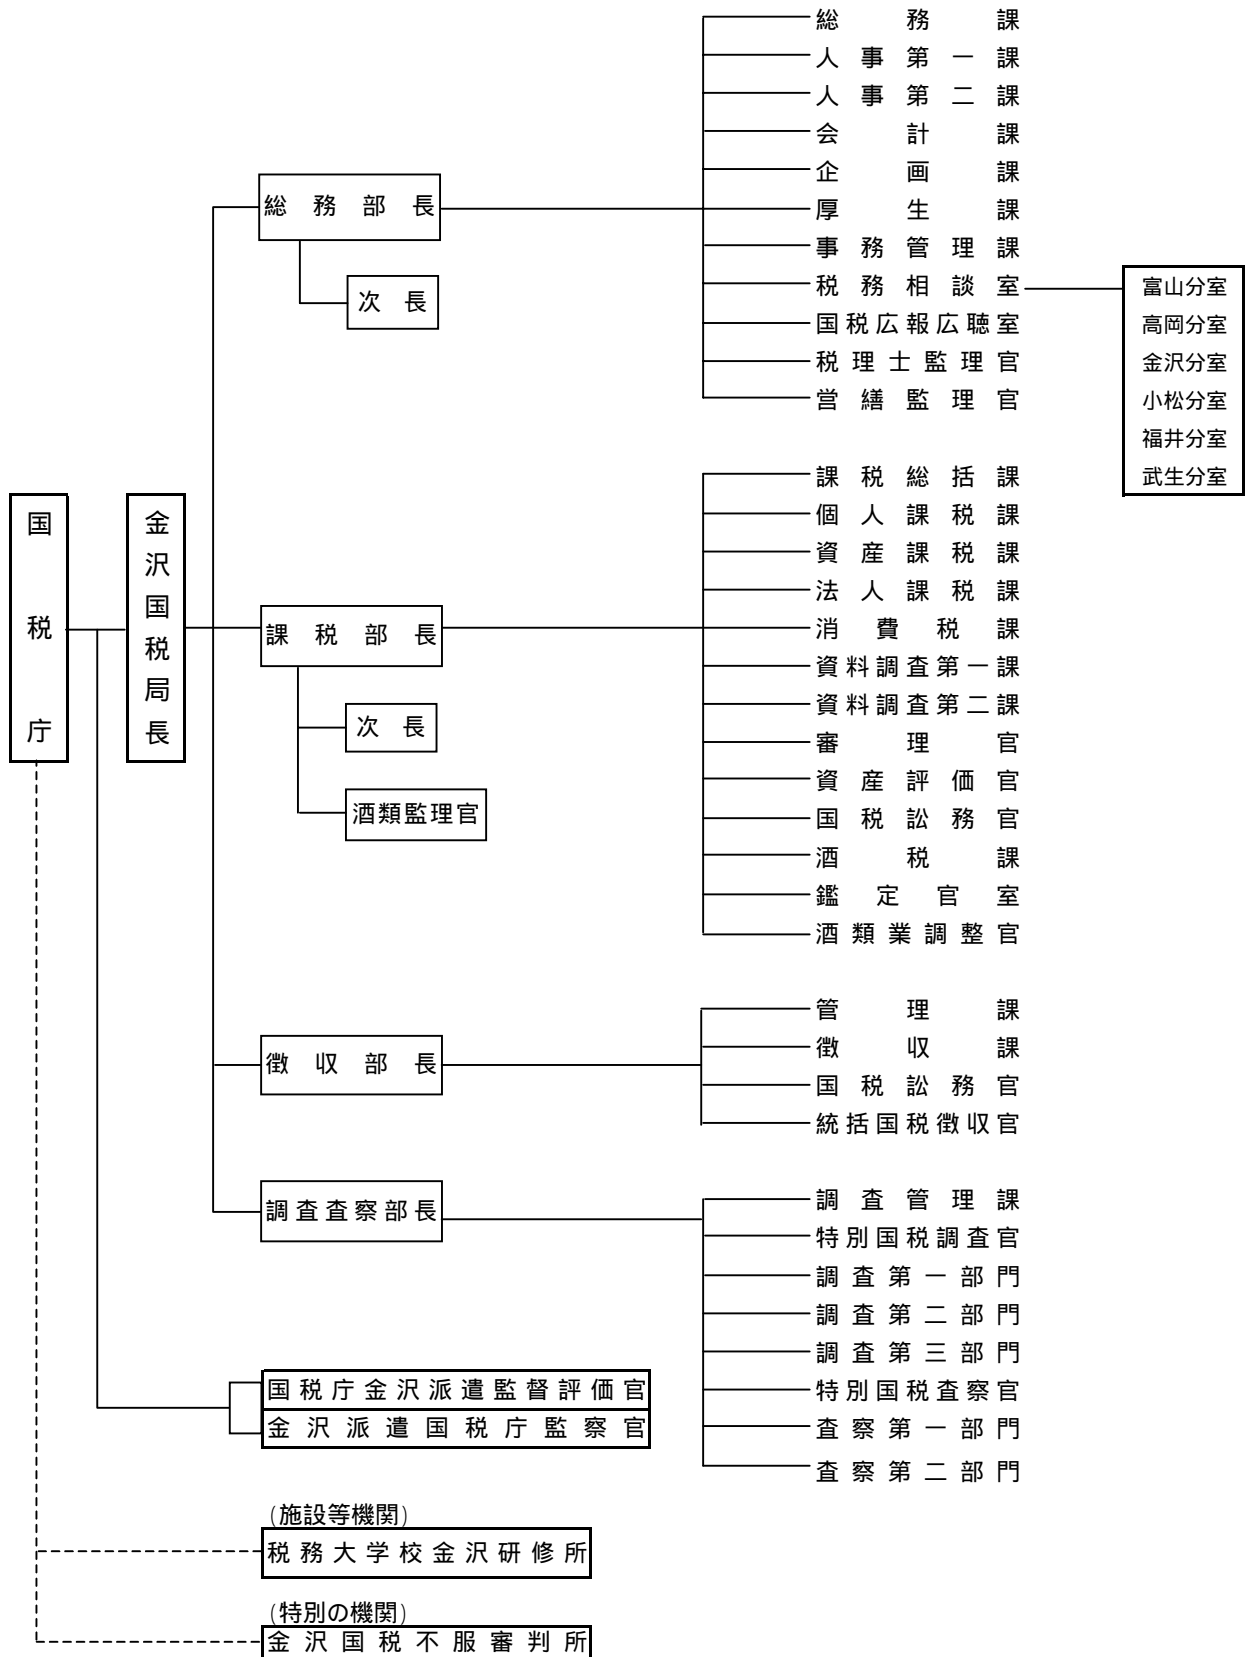 国税庁
金沢国税局長
総務部長
次長
総務課
人事第一課
人事第二課
会計課
企画課
厚生課
事務管理課
税務相談室
国税広報広聴室
税理士監理官
営繕監理官
富山分室
高岡分室
金沢分室
小松分室
福井分室
武生分室
課税部長
次長
酒類監理官
課税総括課
個人課税課
資産課税課
法人課税課
消費税課
資料調査第一課
資料調査第二課
審理官
資産評価官
国税訟務官
酒税課
鑑定官室
酒類業調整官
徴収部長
管理課
徴収課
国税訟務官
統括国税徴収官
調査査察部長
調査管理課
特別国税調査官
調査第一部門
調査第二部門
調査第三部門
特別国税査察官
査察第一部門
査察第二部門
国税庁金沢派遣監督評価官
金沢派遣国税庁監察官
(施設等機関)
税務大学校金沢研修所
(特別の機関)
金沢国税不服審判所